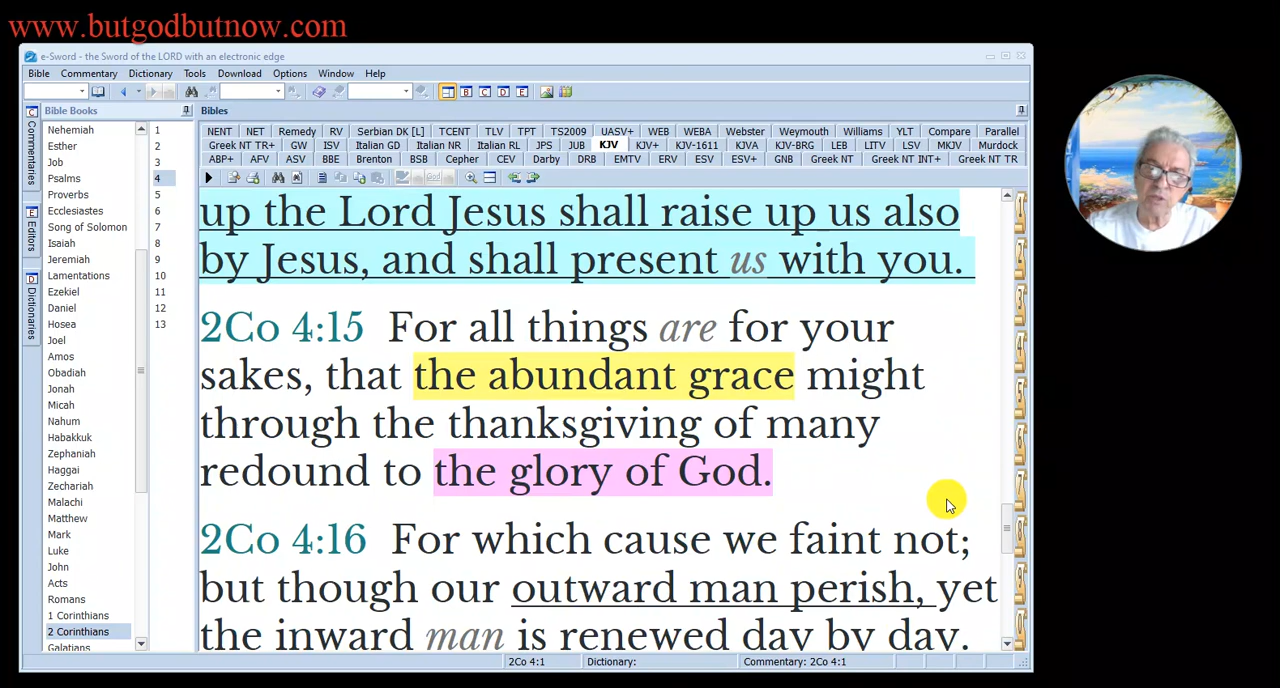 www.butgodbutnow.com
e-Sword - the Sword of the LORD with an electronic edge
Bible Commentary Dictionary Tools Download Options Window Help
B C D E
Bible Books
Bibles
NENT NET Remedy RV Serbian DK [L] TCENT TLV TPT TS2009 UASV+ WEB WEBA Webster Weymouth Williams YLT Compare Parallel
Greek NT TR+ GW ISV Italian GD Italian NR Italian RL JPS JUB KJV KJV+ KJV-1611 KJVA KJV-BRG LEB LITV LSV MKJV Murdock
ABP+ AFV ASV BBE Brenton BSB Cepher CEV Darby DRB EMTV ERV ESV ESV+ GNB Greek NT Greek INT+ Greek NT TR
Commentaries
Editors
Dictionaries
Nehemiah 1
Esther 2
Job 3
Psalms 4
Proverbs 5
Ecclesiastes 6
Song of Solomon 7
Isaiah 8
Jeremiah 9
Lamentations 10
Ezekiel 11
Daniel 12
Hosea 13
Joel
Amos
Obadiah
Jonah
Micah
Nahum
Habakkuk
Zephaniah
Haggai
Zechariah
Malachi
Matthew
Mark
Luke
John
Acts
Romans
1 Corinthians
2 Corinthians
Galatians
up the Lord Jesus shall raise up us also
by Jesus, and shall present us with you.
2Co 4:15 For all things are for your
sakes, that the abundant grace might
through the thanksgiving of many
redound to the glory of God.
2Co 4:16 For which cause we faint not;
but though our outward man perish, yet
the inward man is renewed day by day.
2Co 4:1 Dictionary: Commentary: 2Co 4:1